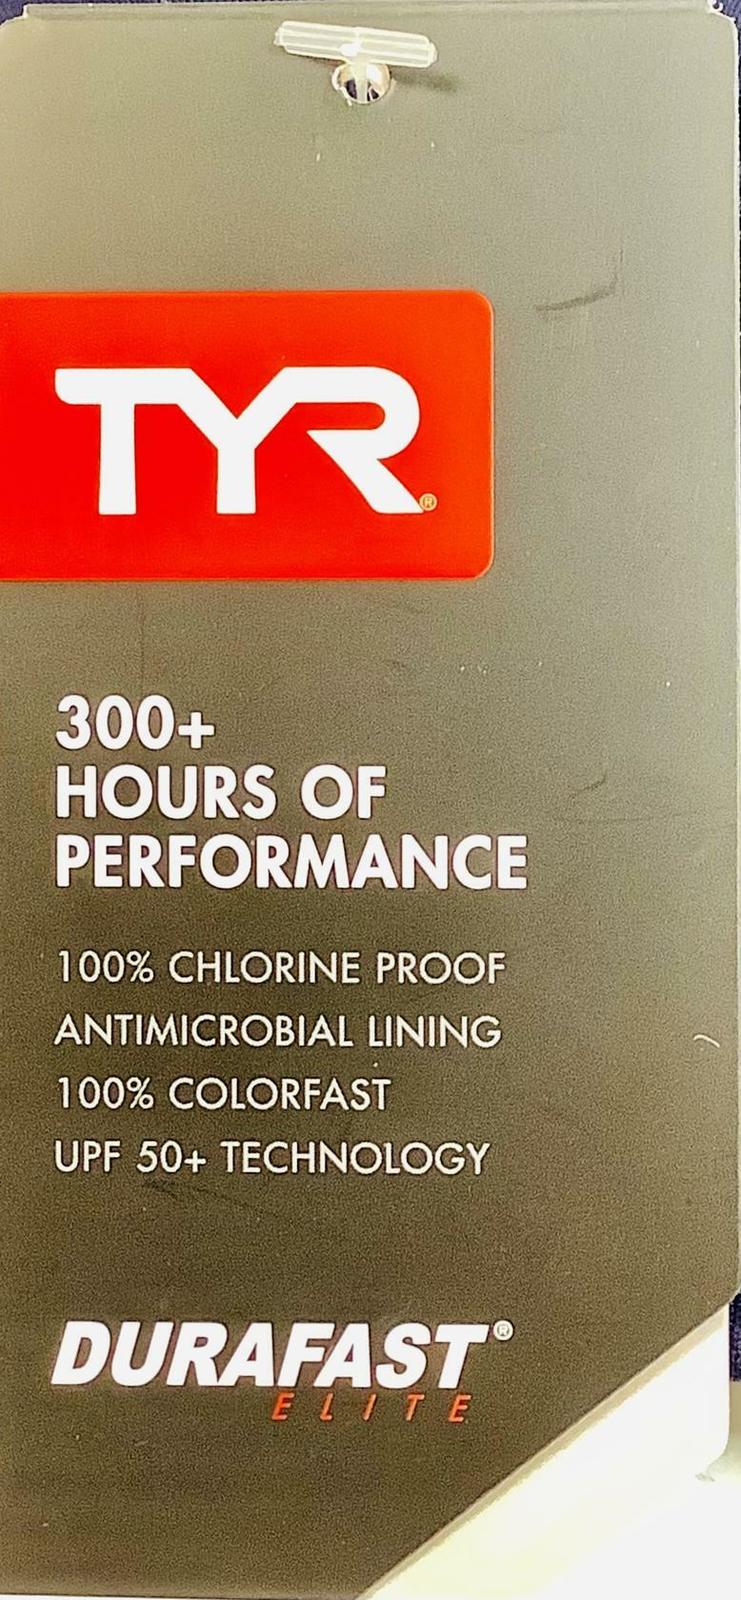 TYR®
300+
HOURS OF
PERFORMANCE
100% CHLORINE PROOF
ANTIMICROBIAL LINING
100% COLORFAST
UPF 50+ TECHNOLOGY
DURAFAST®
ELITE